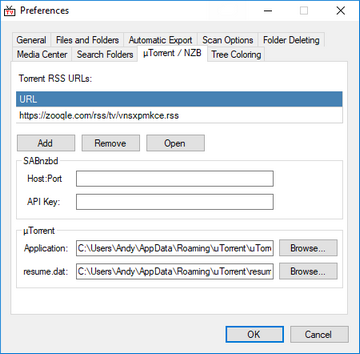 TV
Preferences
General Files and Folders Automatic Export Scan Options Folder Deleting
Media Center Search Folders µTorrent / NZB Tree Coloring
Torrent RSS URLs:
URL
https://zooqle.com/rss/tv/vnsxpmkce.rss
Add Remove Open
SABnzbd
Host:Port
API Key:
µTorrent
Application: C:\Users\Andy\AppData\Roaming\uTorrent\uTorr Browse...
resume.dat: C:\Users\Andy\AppData\Roaming\uTorrent\resum Browse...
OK Cancel